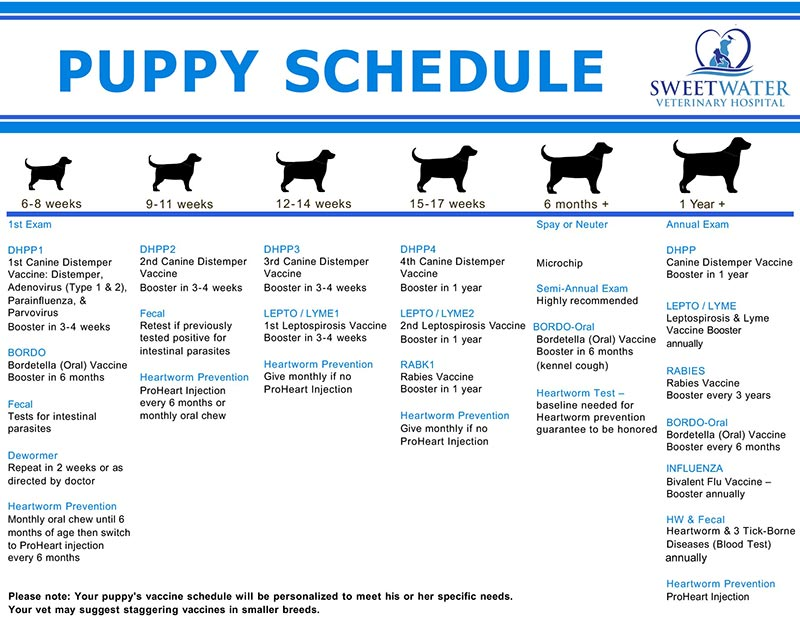 PUPPY SCHEDULE
SWEETWATER
VETERINARY HOSPITAL
6-8 weeks
1st Exam
DHPP1
1st Canine Distemper
Vaccine: Distemper,
Adenovirus (Type 1 & 2),
Parainfluenza, &
Parvovirus
Booster in 3-4 weeks
BORDO
Bordetella (Oral) Vaccine
Booster in 6 months
Fecal
Tests for intestinal
parasites
Dewormer
Repeat in 2 weeks or as
directed by doctor
Heartworm Prevention
Monthly oral chew until 6
months of age then switch
to ProHeart injection
every 6 months
9-11 weeks
DHPP2
2nd Canine Distemper
Vaccine
Booster in 3-4 weeks
Fecal
Retest if previously
tested positive for
intestinal parasites
Heartworm Prevention
ProHeart Injection
every 6 months or
monthly oral chew
12-14 weeks
DHPP3
3rd Canine Distemper
Vaccine
Booster in 3-4 weeks
LEPTO / LYME1
1st Leptospirosis Vaccine
Booster in 3-4 weeks
Heartworm Prevention
Give monthly if no
ProHeart Injection
15-17 weeks
DHPP4
4th Canine Distemper
Vaccine
Booster in 1 year
LEPTO / LYME2
2nd Leptospirosis Vaccine
Booster in 1 year
RABK1
Rabies Vaccine
Booster in 1 year
Heartworm Prevention
Give monthly if no
ProHeart Injection
6 months +
Spay or Neuter
Microchip
Semi-Annual Exam
Highly recommended
BORDO-Oral
Bordetella (Oral) Vaccine
Booster in 6 months
(kennel cough)
Heartworm Test –
baseline needed for
Heartworm prevention
guarantee to be honored
1 Year +
Annual Exam
DHPP
Canine Distemper Vaccine
Booster in 1 year
LEPTO / LYME
Leptospirosis & Lyme
Vaccine Booster
annually
RABIES
Rabies Vaccine
Booster every 3 years
BORDO-Oral
Bordetella (Oral) Vaccine
Booster every 6 months
INFLUENZA
Bivalent Flu Vaccine –
Booster annually
HW & Fecal
Heartworm & 3 Tick-Borne
Diseases (Blood Test)
annually
Heartworm Prevention
ProHeart Injection
Please note: Your puppy's vaccine schedule will be personalized to meet his or her specific needs.
Your vet may suggest staggering vaccines in smaller breeds.